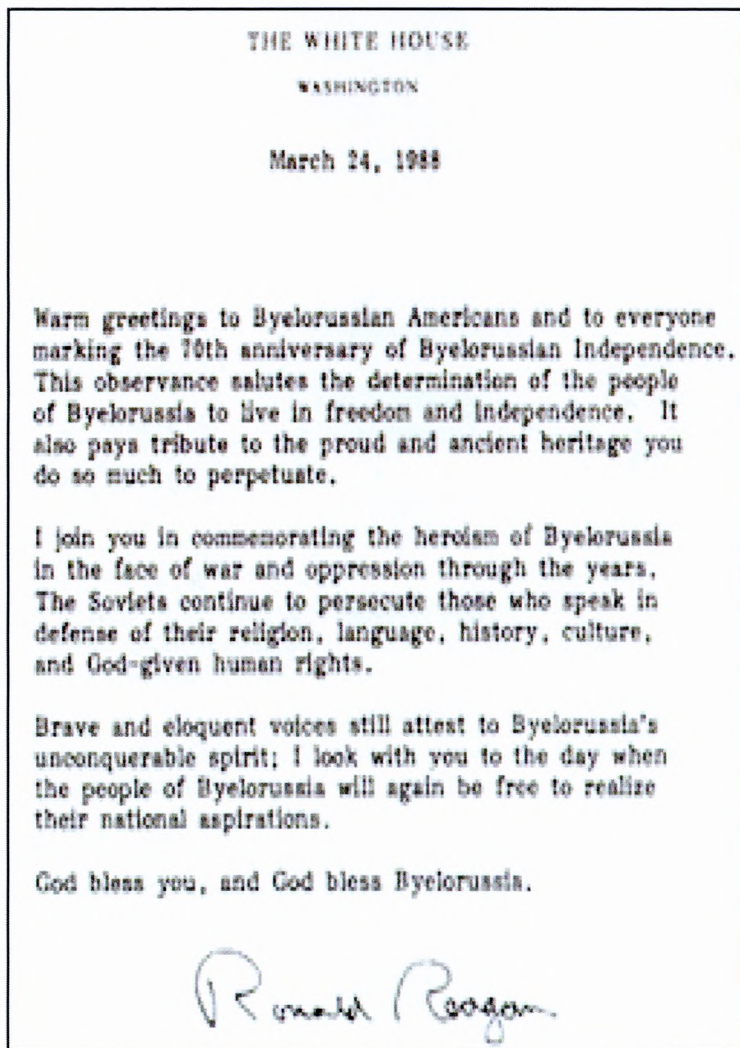 THE WHITE HOUSE
WASHINGTON
March 24, 1988
Warm greetings to Byelorussian Americans and to everyone
marking the 70th anniversary of Byelorussian Independence.
This observance salutes the determination of the people
of Byelorussia to live in freedom and independence. It
also pays tribute to the proud and ancient heritage you
do so much to perpetuate.
I join you in commemorating the heroism of Byelorussia
in the face of war and oppression through the years.
The Soviets continue to persecute those who speak in
defense of their religion, language, history, culture,
and God-given human rights.
Brave and eloquent voices still attest to Byelorussia's
unconquerable spirit; I look with you to the day when
the people of Byelorussia will again be free to realize
their national aspirations.
God bless you, and God bless Byelorussia.
Ronald Reagan